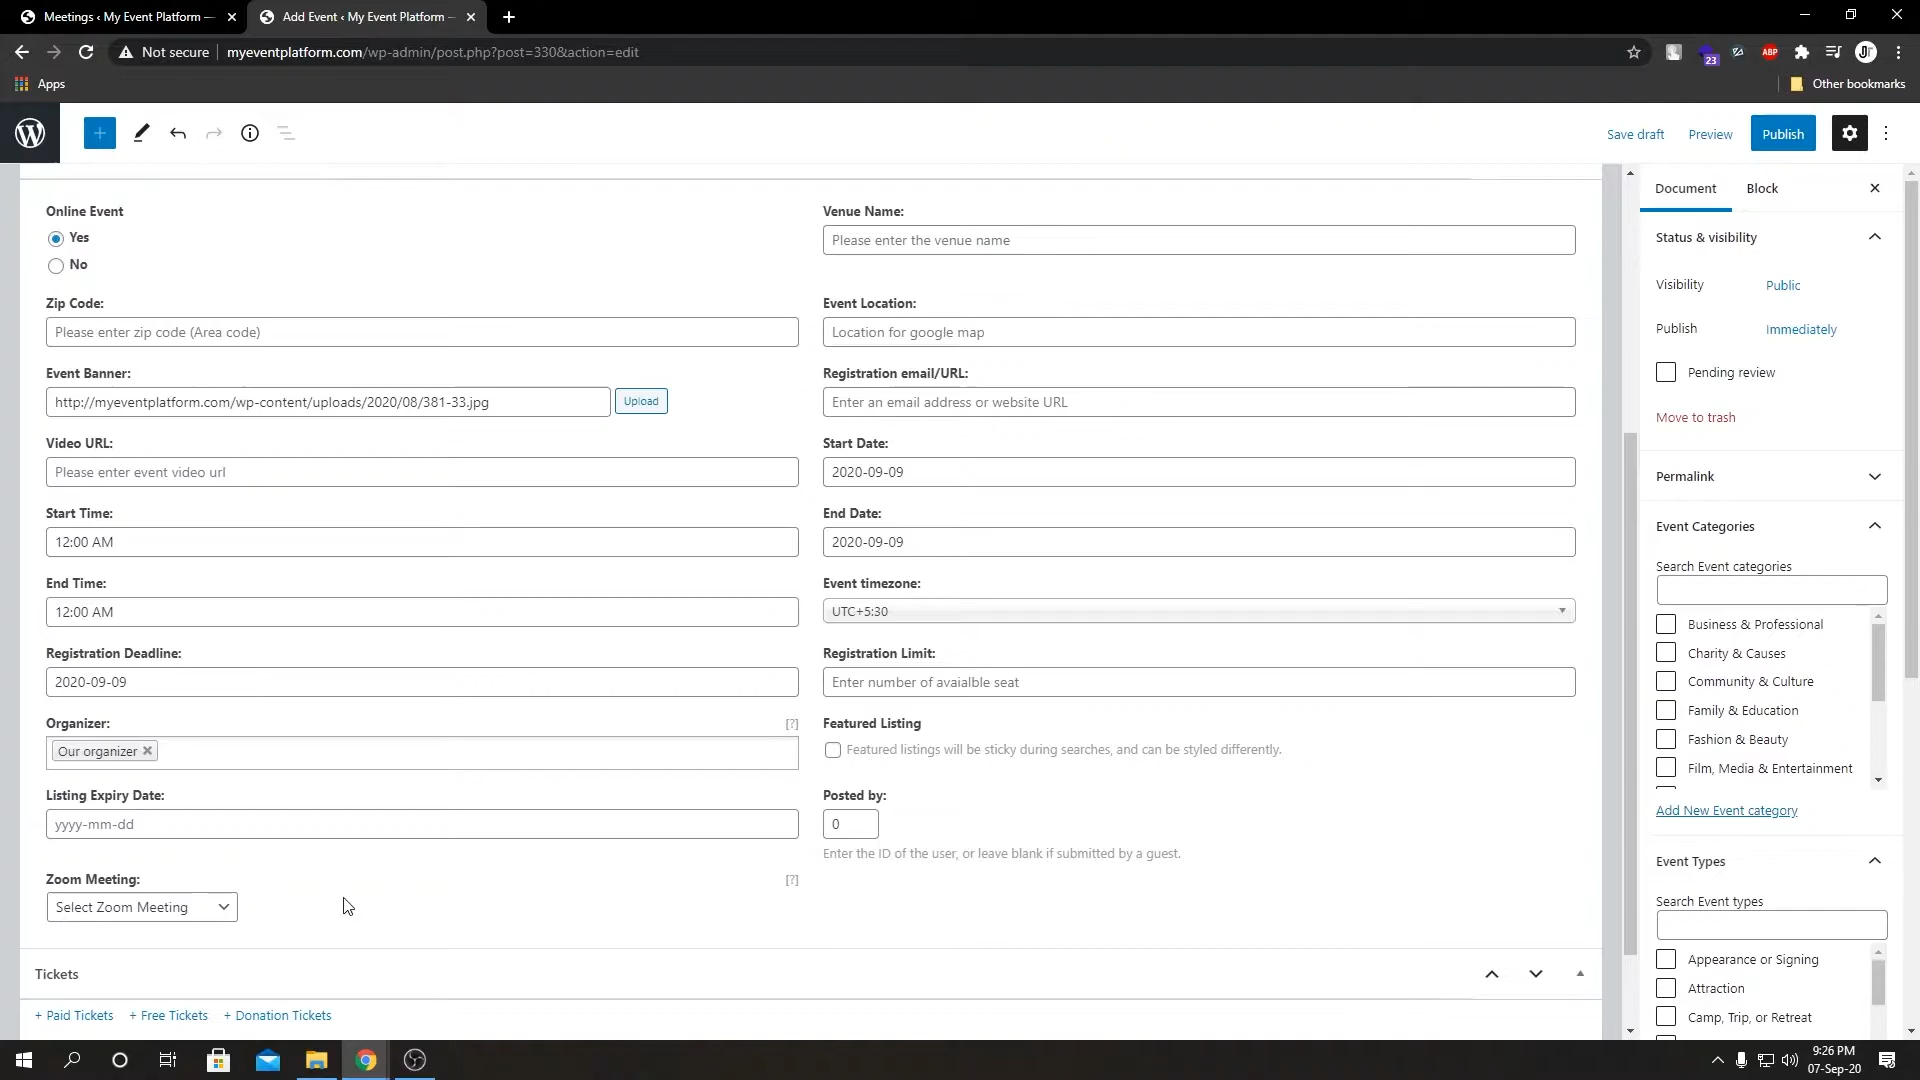 Meetings ‹ My Event Platform —
Add Event ‹ My Event Platform —
Not secure
myeventplatform.com/wp-admin/post.php?post=330&action=edit
23
ABP
Apps
Other bookmarks
Save draft
Preview
Publish
Online Event
Yes
No
Venue Name:
Please enter the venue name
Zip Code:
Please enter zip code (Area code)
Event Location:
Location for google map
Event Banner:
http://myeventplatform.com/wp-content/uploads/2020/08/381-33.jpg
Upload
Registration email/URL:
Enter an email address or website URL
Video URL:
Please enter event video url
Start Date:
2020-09-09
Start Time:
12:00 AM
End Date:
2020-09-09
End Time:
12:00 AM
Event timezone:
UTC+5:30
Registration Deadline:
2020-09-09
Registration Limit:
Enter number of avaialble seat
Organizer:
[?]
Our organizer
Featured Listing
Featured listings will be sticky during searches, and can be styled differently.
Listing Expiry Date:
yyyy-mm-dd
Posted by:
0
Enter the ID of the user, or leave blank if submitted by a guest.
Zoom Meeting:
[?]
Select Zoom Meeting
Tickets
+ Paid Tickets
+ Free Tickets
+ Donation Tickets
Document
Block
Status & visibility
Visibility
Public
Publish
Immediately
Pending review
Move to trash
Permalink
Event Categories
Search Event categories
Business & Professional
Charity & Causes
Community & Culture
Family & Education
Fashion & Beauty
Film, Media & Entertainment
Add New Event category
Event Types
Search Event types
Appearance or Signing
Attraction
Camp, Trip, or Retreat
9:26 PM
07-Sep-20